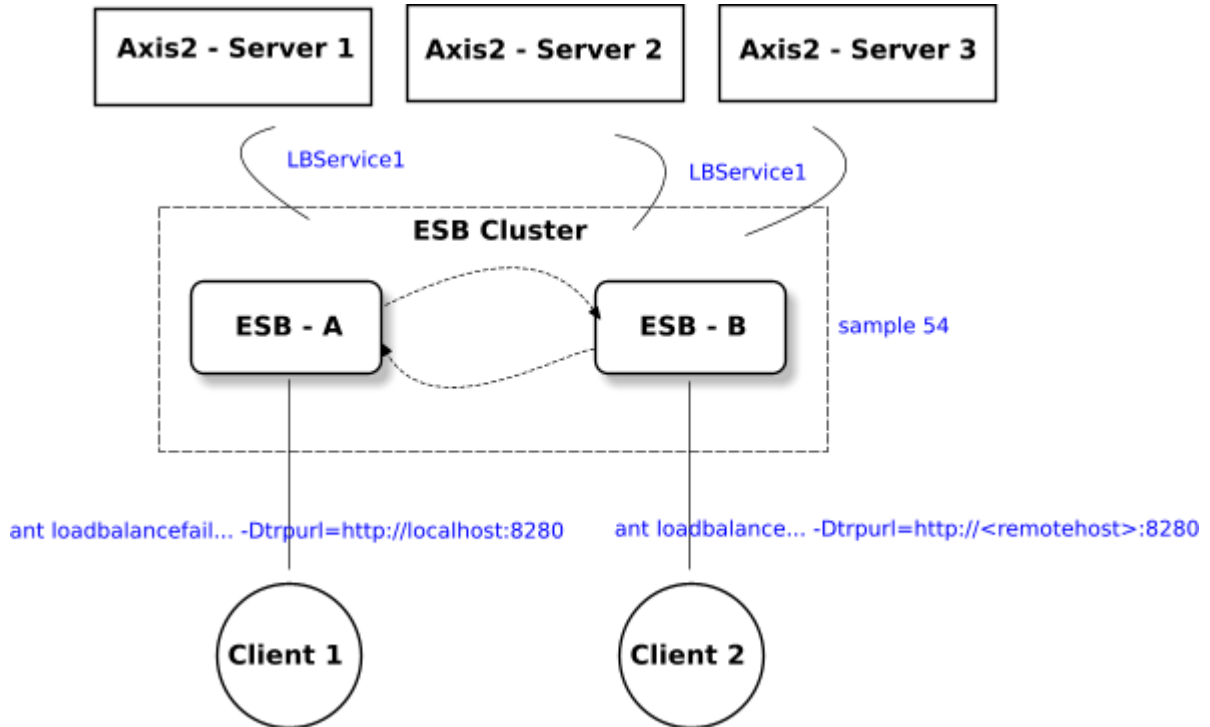 Axis2 - Server 1
Axis2 - Server 2
Axis2 - Server 3
LBService1
LBService1
ESB Cluster
ESB - A
ESB - B
sample 54
ant loadbalancefail... -Dtrpurl=http://localhost:8280
ant loadbalance... -Dtrpurl=http://<remotehost>:8280
Client 1
Client 2